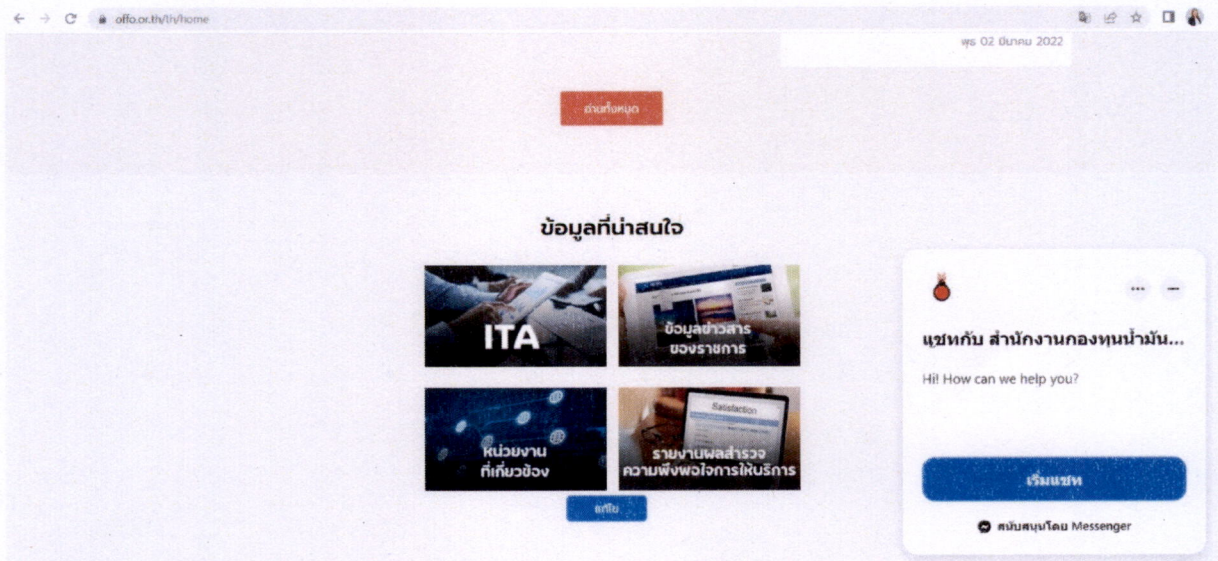 offo.or.th/th/home
พุธ 02 มีนาคม 2022
อ่านทั้งหมด
ข้อมูลที่น่าสนใจ
ITA
ข้อมูลข่าวสาร
ของราชการ
หน่วยงาน
ที่เกี่ยวข้อง
Satisfaction
รายงานผลสำรวจ
ความพึงพอใจการให้บริการ
แก้ไข
แชทกับ สำนักงานกองทุนน้ำมัน...
Hi! How can we help you?
เริ่มแชท
สนับสนุนโดย Messenger